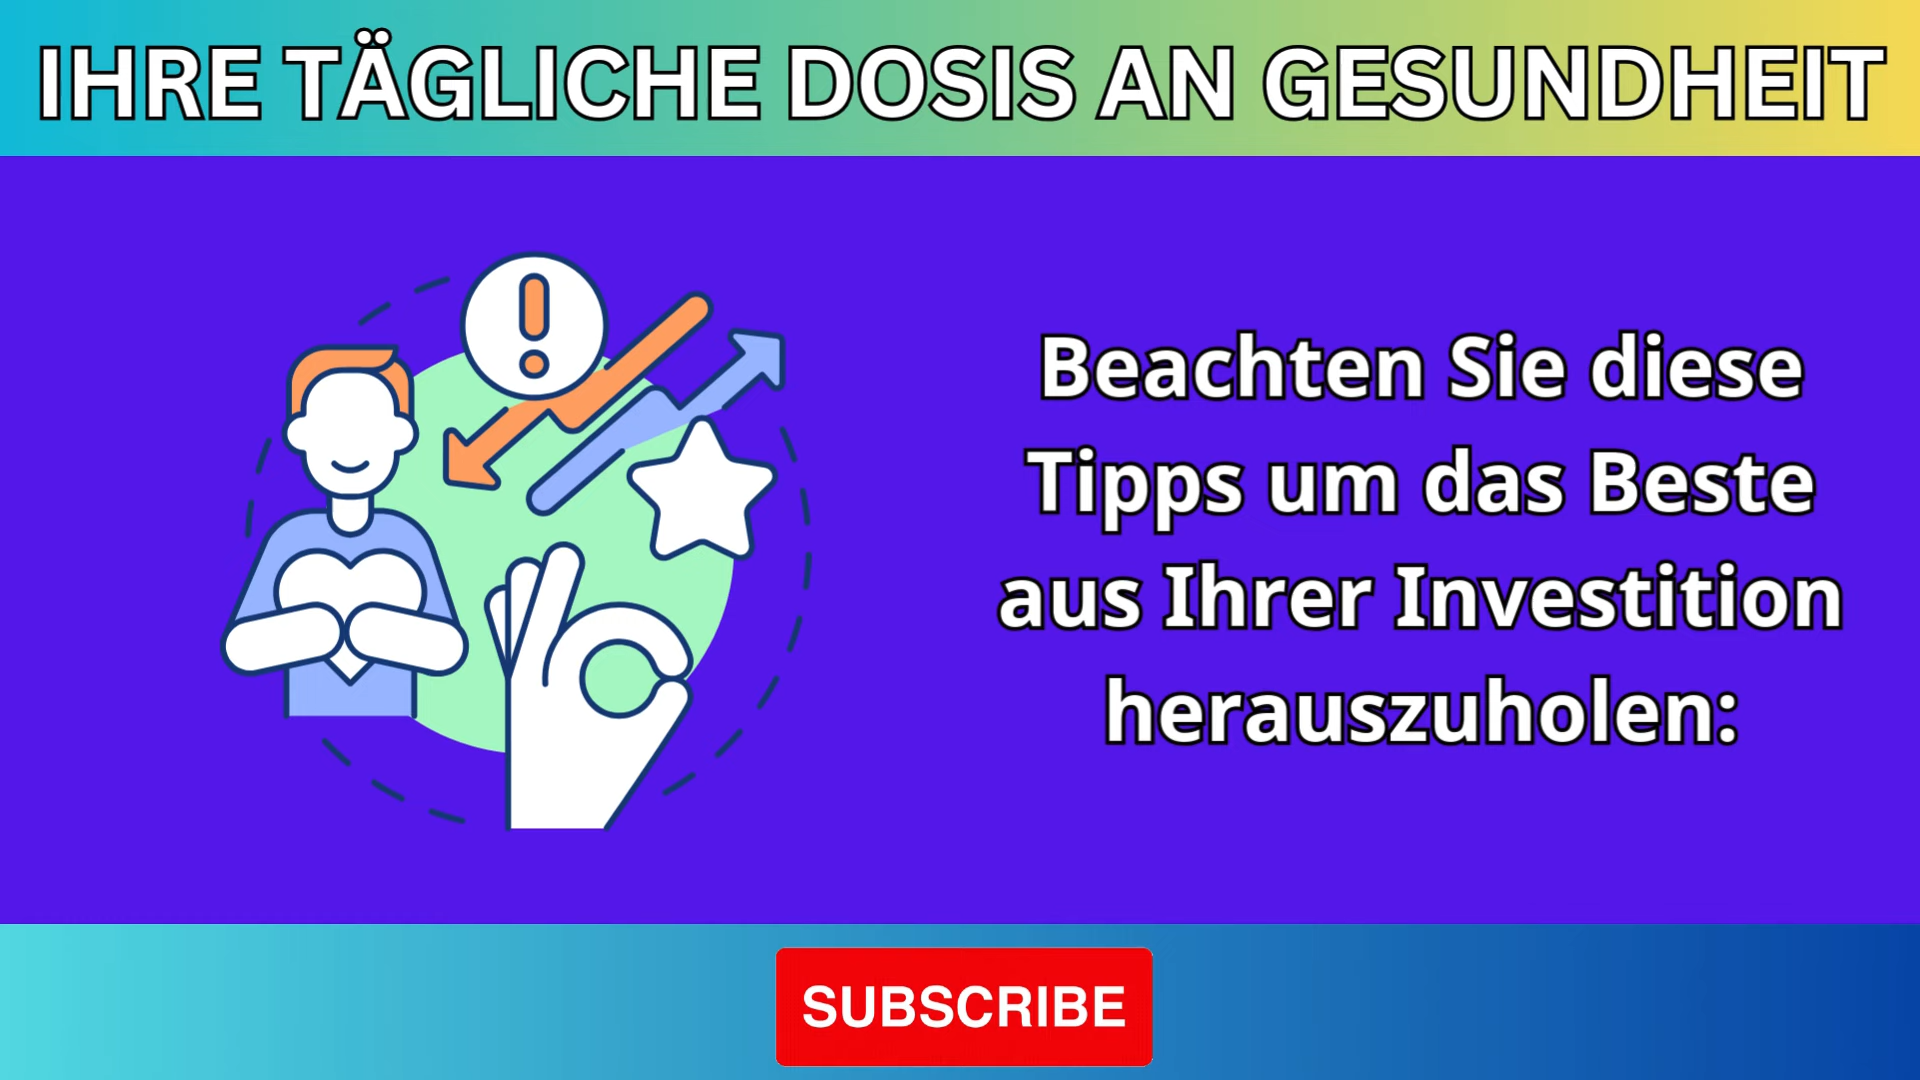 IHRE TÄGLICHE DOSIS AN GESUNDHEIT
Beachten Sie diese
Tipps um das Beste
aus Ihrer Investition
herauszuholen:
SUBSCRIBE